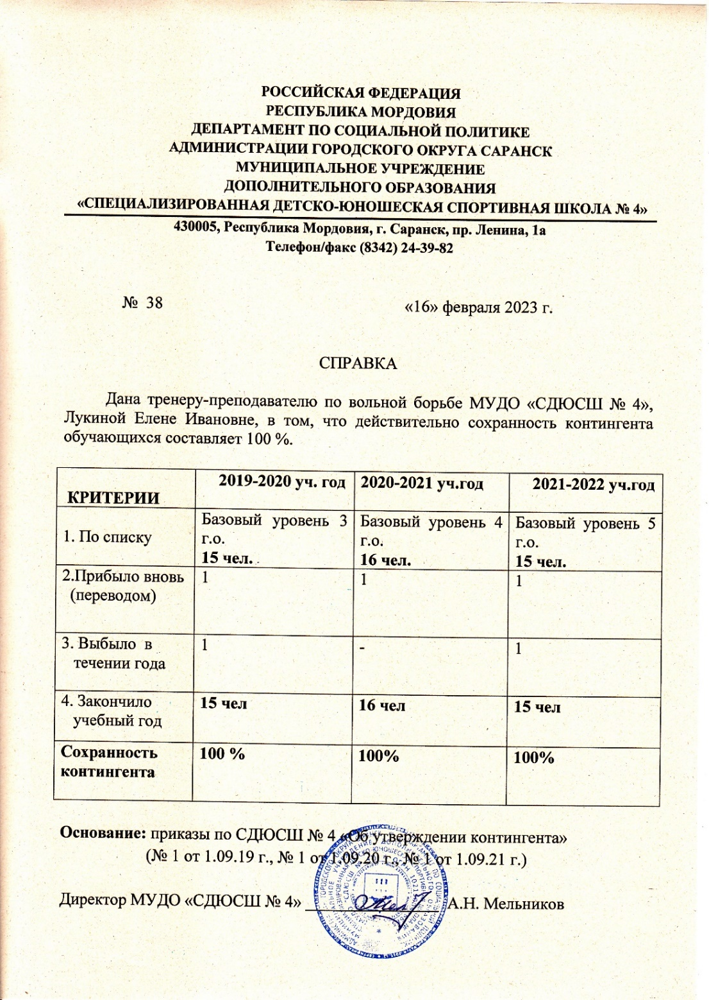 РОССИЙСКАЯ ФЕДЕРАЦИЯ
РЕСПУБЛИКА МОРДОВИЯ
ДЕПАРТАМЕНТ ПО СОЦИАЛЬНОЙ ПОЛИТИКЕ
АДМИНИСТРАЦИИ ГОРОДСКОГО ОКРУГА САРАНСК
МУНИЦИПАЛЬНОЕ УЧРЕЖДЕНИЕ
ДОПОЛНИТЕЛЬНОГО ОБРАЗОВАНИЯ
«СПЕЦИАЛИЗИРОВАННАЯ ДЕТСКО-ЮНОШЕСКАЯ СПОРТИВНАЯ ШКОЛА № 4»
430005, Республика Мордовия, г. Саранск, пр. Ленина, 1а
Телефон/факс (8342) 24-39-82
№ 38 «16» февраля 2023 г.
СПРАВКА
Дана тренеру-преподавателю по вольной борьбе МУДО «СДЮСШ № 4»,
Лукиной Елене Ивановне, в том, что действительно сохранность контингента
обучающихся составляет 100 %.
КРИТЕРИИ 2019-2020 уч. год 2020-2021 уч.год 2021-2022 уч.год
1. По списку
Базовый уровень 3
г.о.
15 чел.
Базовый уровень 4
г.о.
16 чел.
Базовый уровень 5
г.о.
15 чел.
2.Прибыло вновь
(переводом)
1 1 1
3. Выбыло в
течении года
1 - 1
4. Закончило
учебный год
15 чел 16 чел 15 чел
Сохранность
контингента
100 % 100% 100%
Основание: приказы по СДЮСШ № 4 «Об утверждении контингента»
(№ 1 от 1.09.19 г., № 1 от 1.09.20 г., № 1 от 1.09.21 г.)
Директор МУДО «СДЮСШ № 4» А.Н. Мельников